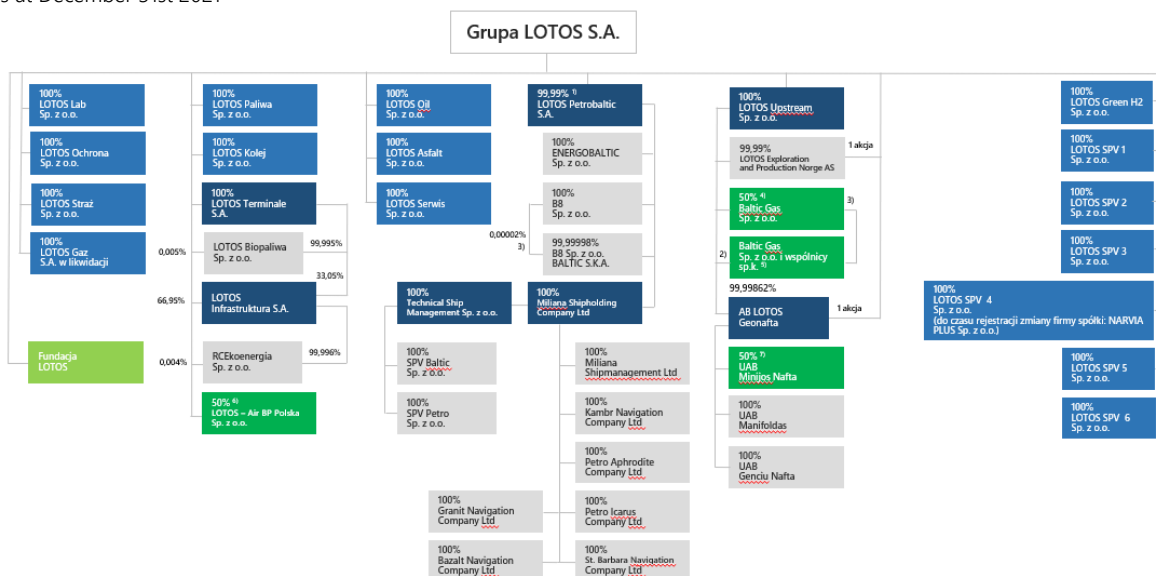 s at December 31st 2021
Grupa LOTOS S.A.
100%
LOTOS Lab
Sp. z o.o.
100%
LOTOS Ochrona
Sp. z o.o.
100%
LOTOS Straż
Sp. z o.o.
100%
LOTOS Gaz
S.A. w likwidacji
Fundacja
LOTOS
100%
LOTOS Paliwa
Sp. z o.o.
100%
LOTOS Kolej
Sp. z o.o.
100%
LOTOS Terminale
S.A.
0,005%
LOTOS Biopaliwa
Sp. z o.o.
99,995%
33,05%
66,95%
LOTOS
Infrastruktura S.A.
0,004%
RCEkoenergia
Sp. z o.o.
99,996%
50% 6)
LOTOS – Air BP Polska
Sp. z o.o.
100%
LOTOS Oil
Sp. z o.o.
100%
LOTOS Asfalt
Sp. z o.o.
100%
LOTOS Serwis
Sp. z o.o.
99,99% 1)
LOTOS Petrobaltic
S.A.
100%
ENERGOBALTIC
Sp. z o.o.
100%
B8
Sp. z o.o.
0,00002%
3)
99,99998%
B8 Sp. z o.o.
BALTIC S.K.A.
100%
Technical Ship
Management Sp. z o.o.
100%
Miliana Shipholding
Company Ltd
100%
SPV Baltic
Sp. z o.o.
100%
SPV Petro
Sp. z o.o.
100%
Miliana
Shipmanagement Ltd
100%
Kambr Navigation
Company Ltd
100%
Petro Aphrodite
Company Ltd
100%
Granit Navigation
Company Ltd
100%
Petro Icarus
Company Ltd
100%
Bazalt Navigation
Company Ltd
100%
St. Barbara Navigation
Company Ltd
100%
LOTOS Upstream
Sp. z o.o.
99,99%
LOTOS Exploration
and Production Norge AS
1 akcja
50% 4)
Baltic Gas
Sp. z o.o.
3)
2)
Baltic Gas
Sp. z o.o. i wspólnicy
sp.k. 5)
99,99862%
AB LOTOS
Geonafta
1 akcja
50% 7)
UAB
Minijos Nafta
100%
UAB
Manifoldas
100%
UAB
Genciu Nafta
100%
LOTOS Green H2
Sp. z o.o.
100%
LOTOS SPV 1
Sp. z o.o.
100%
LOTOS SPV 2
Sp. z o.o.
100%
LOTOS SPV 3
Sp. z o.o.
100%
LOTOS SPV 4
Sp. z o.o.
(do czasu rejestracji zmiany firmy spółki: NARVIA
PLUS Sp. z o.o.)
100%
LOTOS SPV 5
Sp. z o.o.
100%
LOTOS SPV 6
Sp. z o.o.